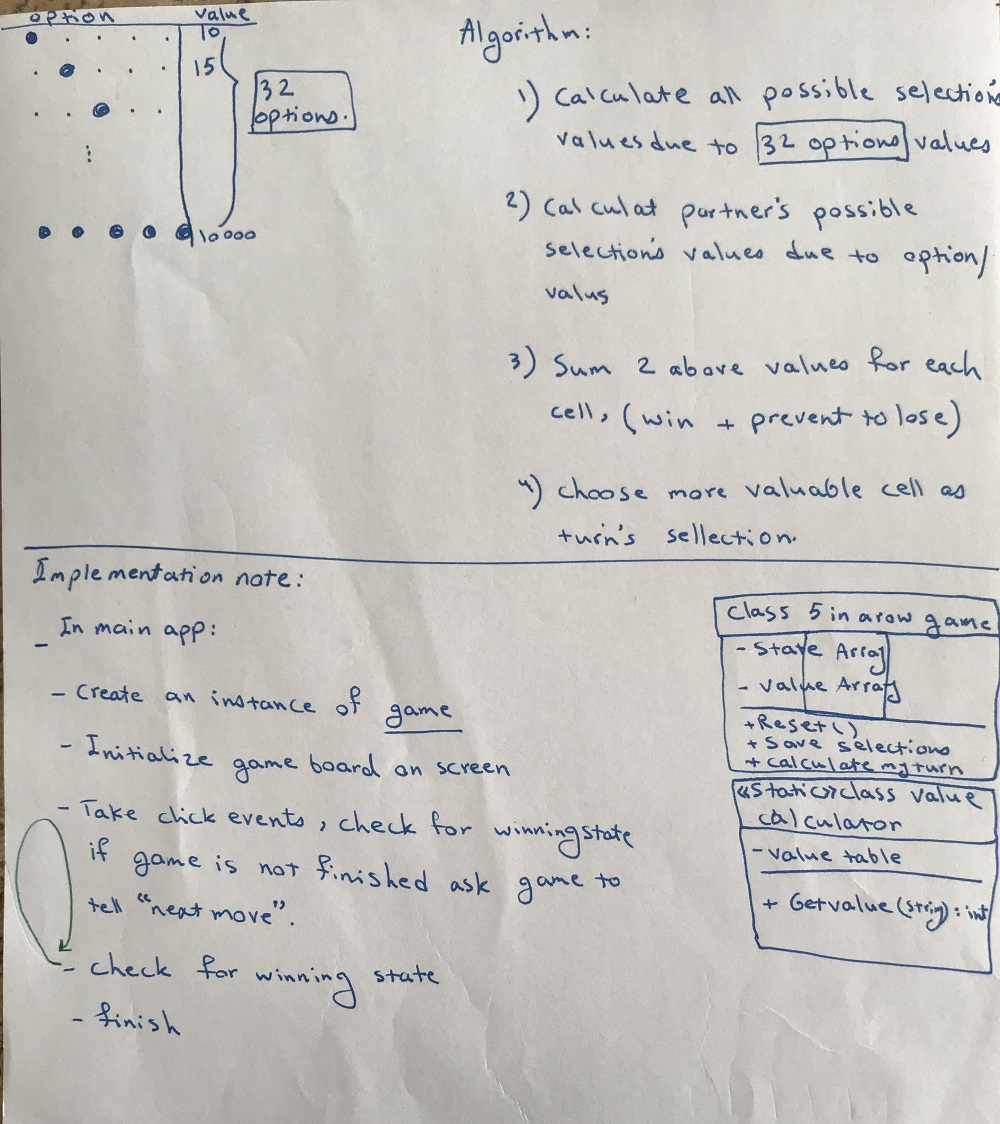 option value
10
15
32
options.
10000
Algorithm:
1) Calculate all possible selection's
values due to 32 options values
2) Calculat partner's possible
selection's values due to option/
valus
3) Sum 2 above values for each
cell, (win + prevent to lose)
4) choose more valuable cell as
turn's sellection.
Implementation note:
- In main app:
- Create an instance of game
- Initialize game board on screen
- Take click events, check for winning state
if game is not finished ask game to
tell "next move".
- check for winning state
- finish
class 5 in a row game
- State Array
- value Array
+Reset()
+ Save selections
+ calculate my turn
«Static» class value
calculator
- value table
+ Getvalue (string): int